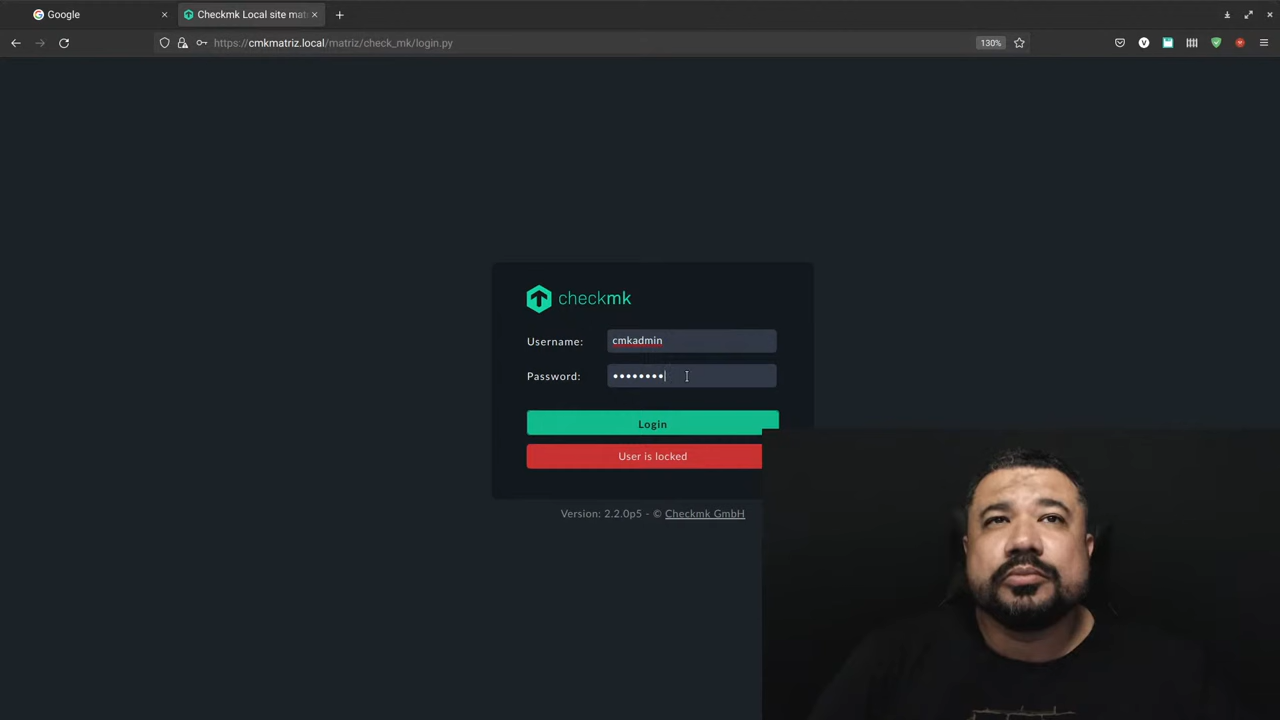 Google
Checkmk Local site mat
https://cmkmatriz.local/matriz/check_mk/login.py
130%
checkmk
Username:
cmkadmin
Password:
••••••••
Login
User is locked
Version: 2.2.0p5 - © Checkmk GmbH